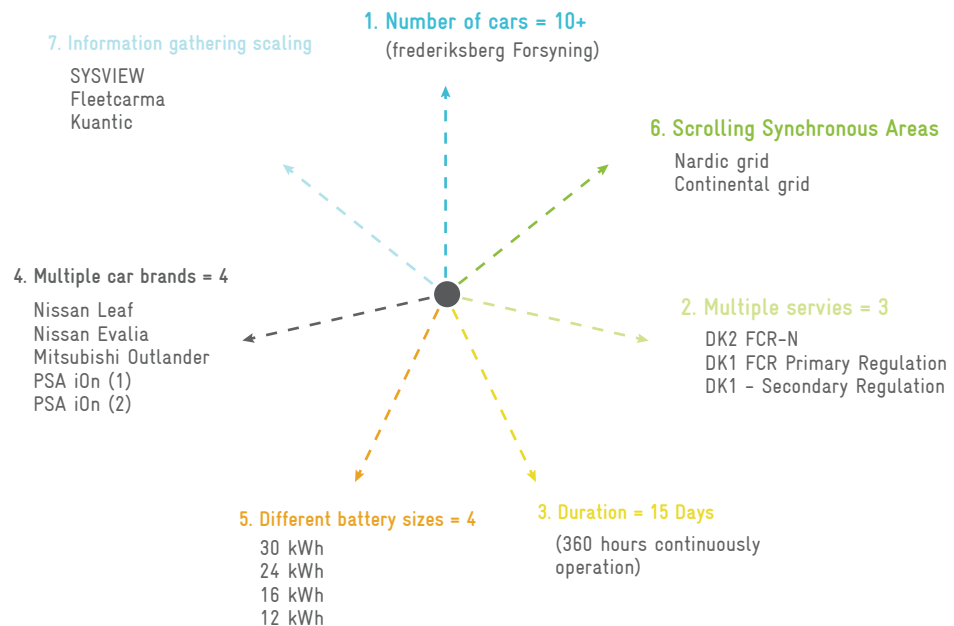 1. Number of cars = 10+
(frederiksberg Forsyning)
7. Information gathering scaling
SYSVIEW
Fleetcarma
Kuantic
6. Scrolling Synchronous Areas
Nardic grid
Continental grid
4. Multiple car brands = 4
Nissan Leaf
Nissan Evalia
Mitsubishi Outlander
PSA iOn (1)
PSA iOn (2)
2. Multiple servies = 3
DK2 FCR-N
DK1 FCR Primary Regulation
DK1 - Secondary Regulation
5. Different battery sizes = 4
30 kWh
24 kWh
16 kWh
12 kWh
3. Duration = 15 Days
(360 hours continuously
operation)